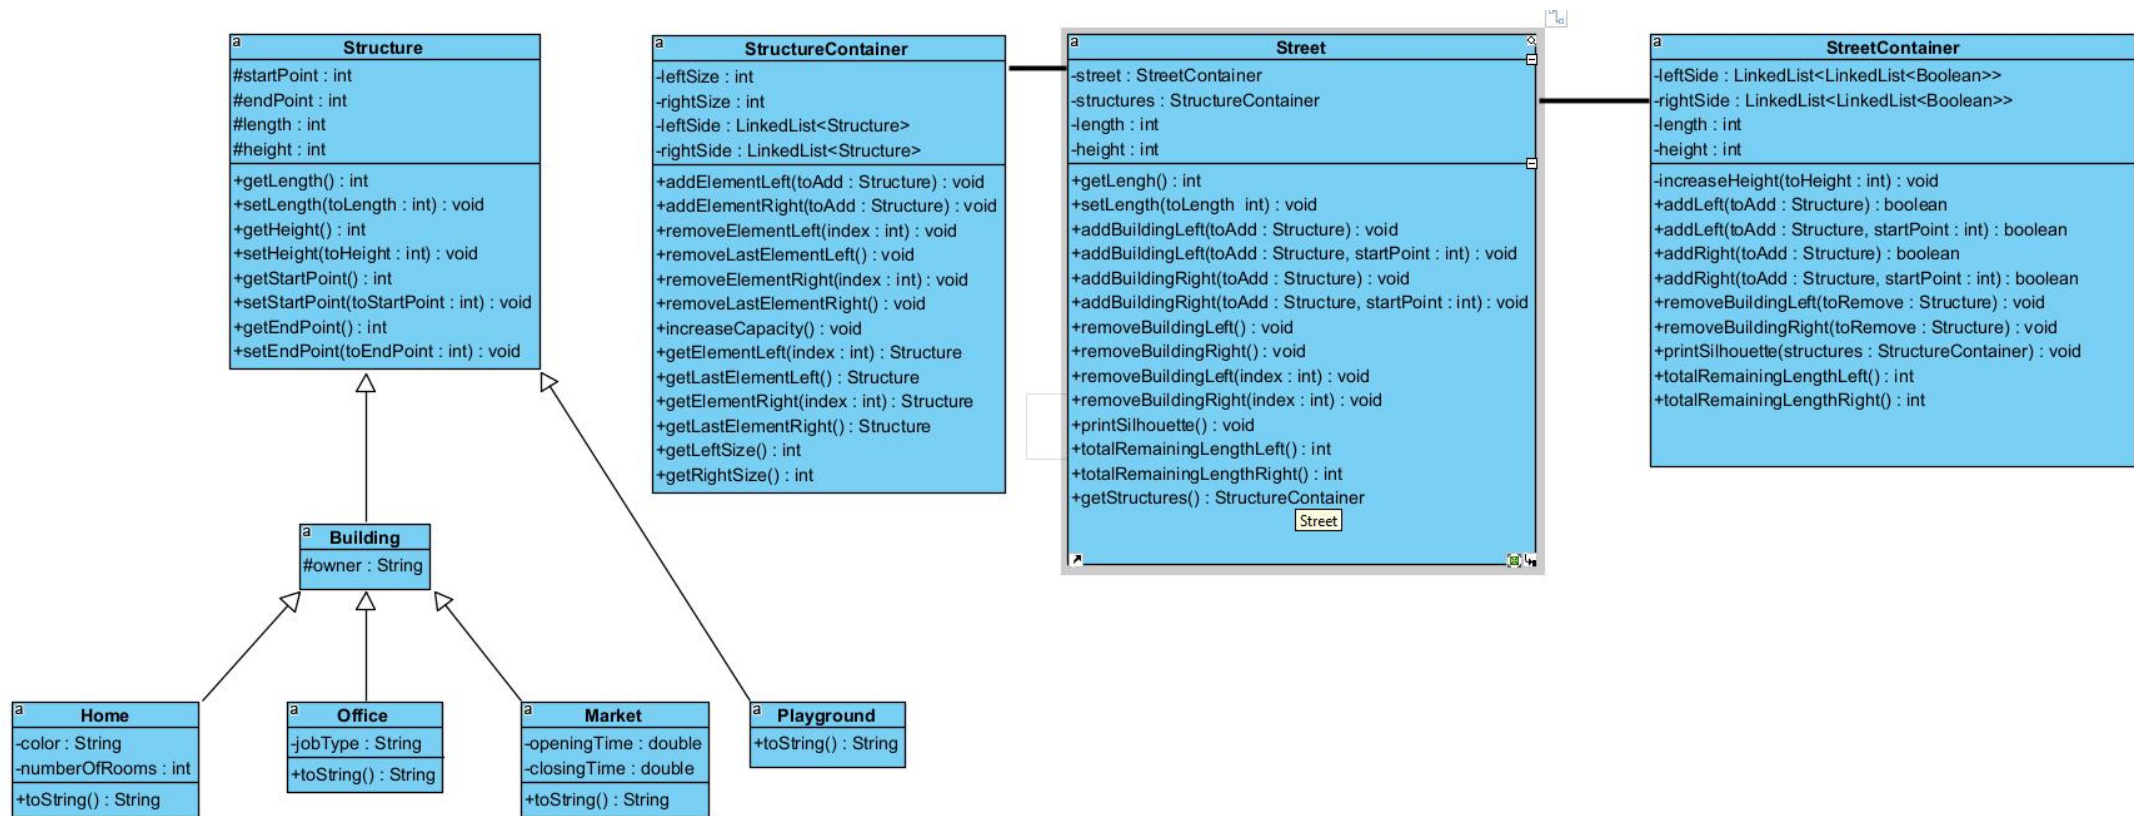 a
Structure
#startPoint : int
#endPoint : int
#length : int
#height : int
+getLength() : int
+setLength(toLength : int) : void
+getHeight() : int
+setHeight(toHeight : int) : void
+getStartPoint() : int
+setStartPoint(toStartPoint : int) : void
+getEndPoint() : int
+setEndPoint(toEndPoint : int) : void
a
StructureContainer
-leftSize : int
-rightSize : int
-leftSide : LinkedList<Structure>
-rightSide : LinkedList<Structure>
+addElementLeft(toAdd : Structure) : void
+addElementRight(toAdd : Structure) : void
+removeElementLeft(index : int) : void
+removeLastElementLeft() : void
+removeElementRight(index : int) : void
+removeLastElementRight() : void
+increaseCapacity() : void
+getElementLeft(index : int) : Structure
+getLastElementLeft() : Structure
+getElementRight(index : int) : Structure
+getLastElementRight() : Structure
+getLeftSize() : int
+getRightSize() : int
a
Street
-street : StreetContainer
-structures : StructureContainer
-length : int
-height : int
+getLengh() : int
+setLength(toLength int) : void
+addBuildingLeft(toAdd : Structure) : void
+addBuildingLeft(toAdd : Structure, startPoint : int) : void
+addBuildingRight(toAdd : Structure) : void
+addBuildingRight(toAdd : Structure, startPoint : int) : void
+removeBuildingLeft() : void
+removeBuildingRight() : void
+removeBuildingLeft(index : int) : void
+removeBuildingRight(index : int) : void
+printSilhouette() : void
+totalRemainingLengthLeft() : int
+totalRemainingLengthRight() : int
+getStructures() : StructureContainer
Street
a
StreetContainer
-leftSide : LinkedList<LinkedList<Boolean>>
-rightSide : LinkedList<LinkedList<Boolean>>
-length : int
-height : int
-increaseHeight(toHeight : int) : void
+addLeft(toAdd : Structure) : boolean
+addLeft(toAdd : Structure, startPoint : int) : boolean
+addRight(toAdd : Structure) : boolean
+addRight(toAdd : Structure, startPoint : int) : boolean
+removeBuildingLeft(toRemove : Structure) : void
+removeBuildingRight(toRemove : Structure) : void
+printSilhouette(structures : StructureContainer) : void
+totalRemainingLengthLeft() : int
+totalRemainingLengthRight() : int
a
Building
#owner : String
a
Home
-color : String
-numberOfRooms : int
+toString() : String
a
Office
-jobType : String
+toString() : String
a
Market
-openingTime : double
-closingTime : double
+toString() : String
a
Playground
+toString() : String